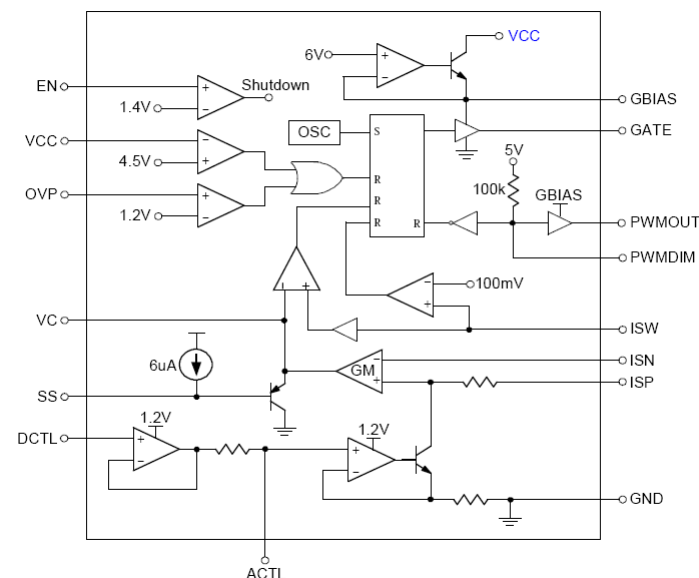 VCC
6V
+
−
EN
+
−
Shutdown
1.4V
GBIAS
VCC
−
+
4.5V
OSC
S
GATE
5V
R
100k
GBIAS
OVP
+
−
1.2V
R
R
R
PWMOUT
PWMDIM
−
+
−
+
100mV
VC
ISW
6uA
GM
−
+
ISN
ISP
SS
DCTL
1.2V
+
−
1.2V
+
−
GND
ACTL